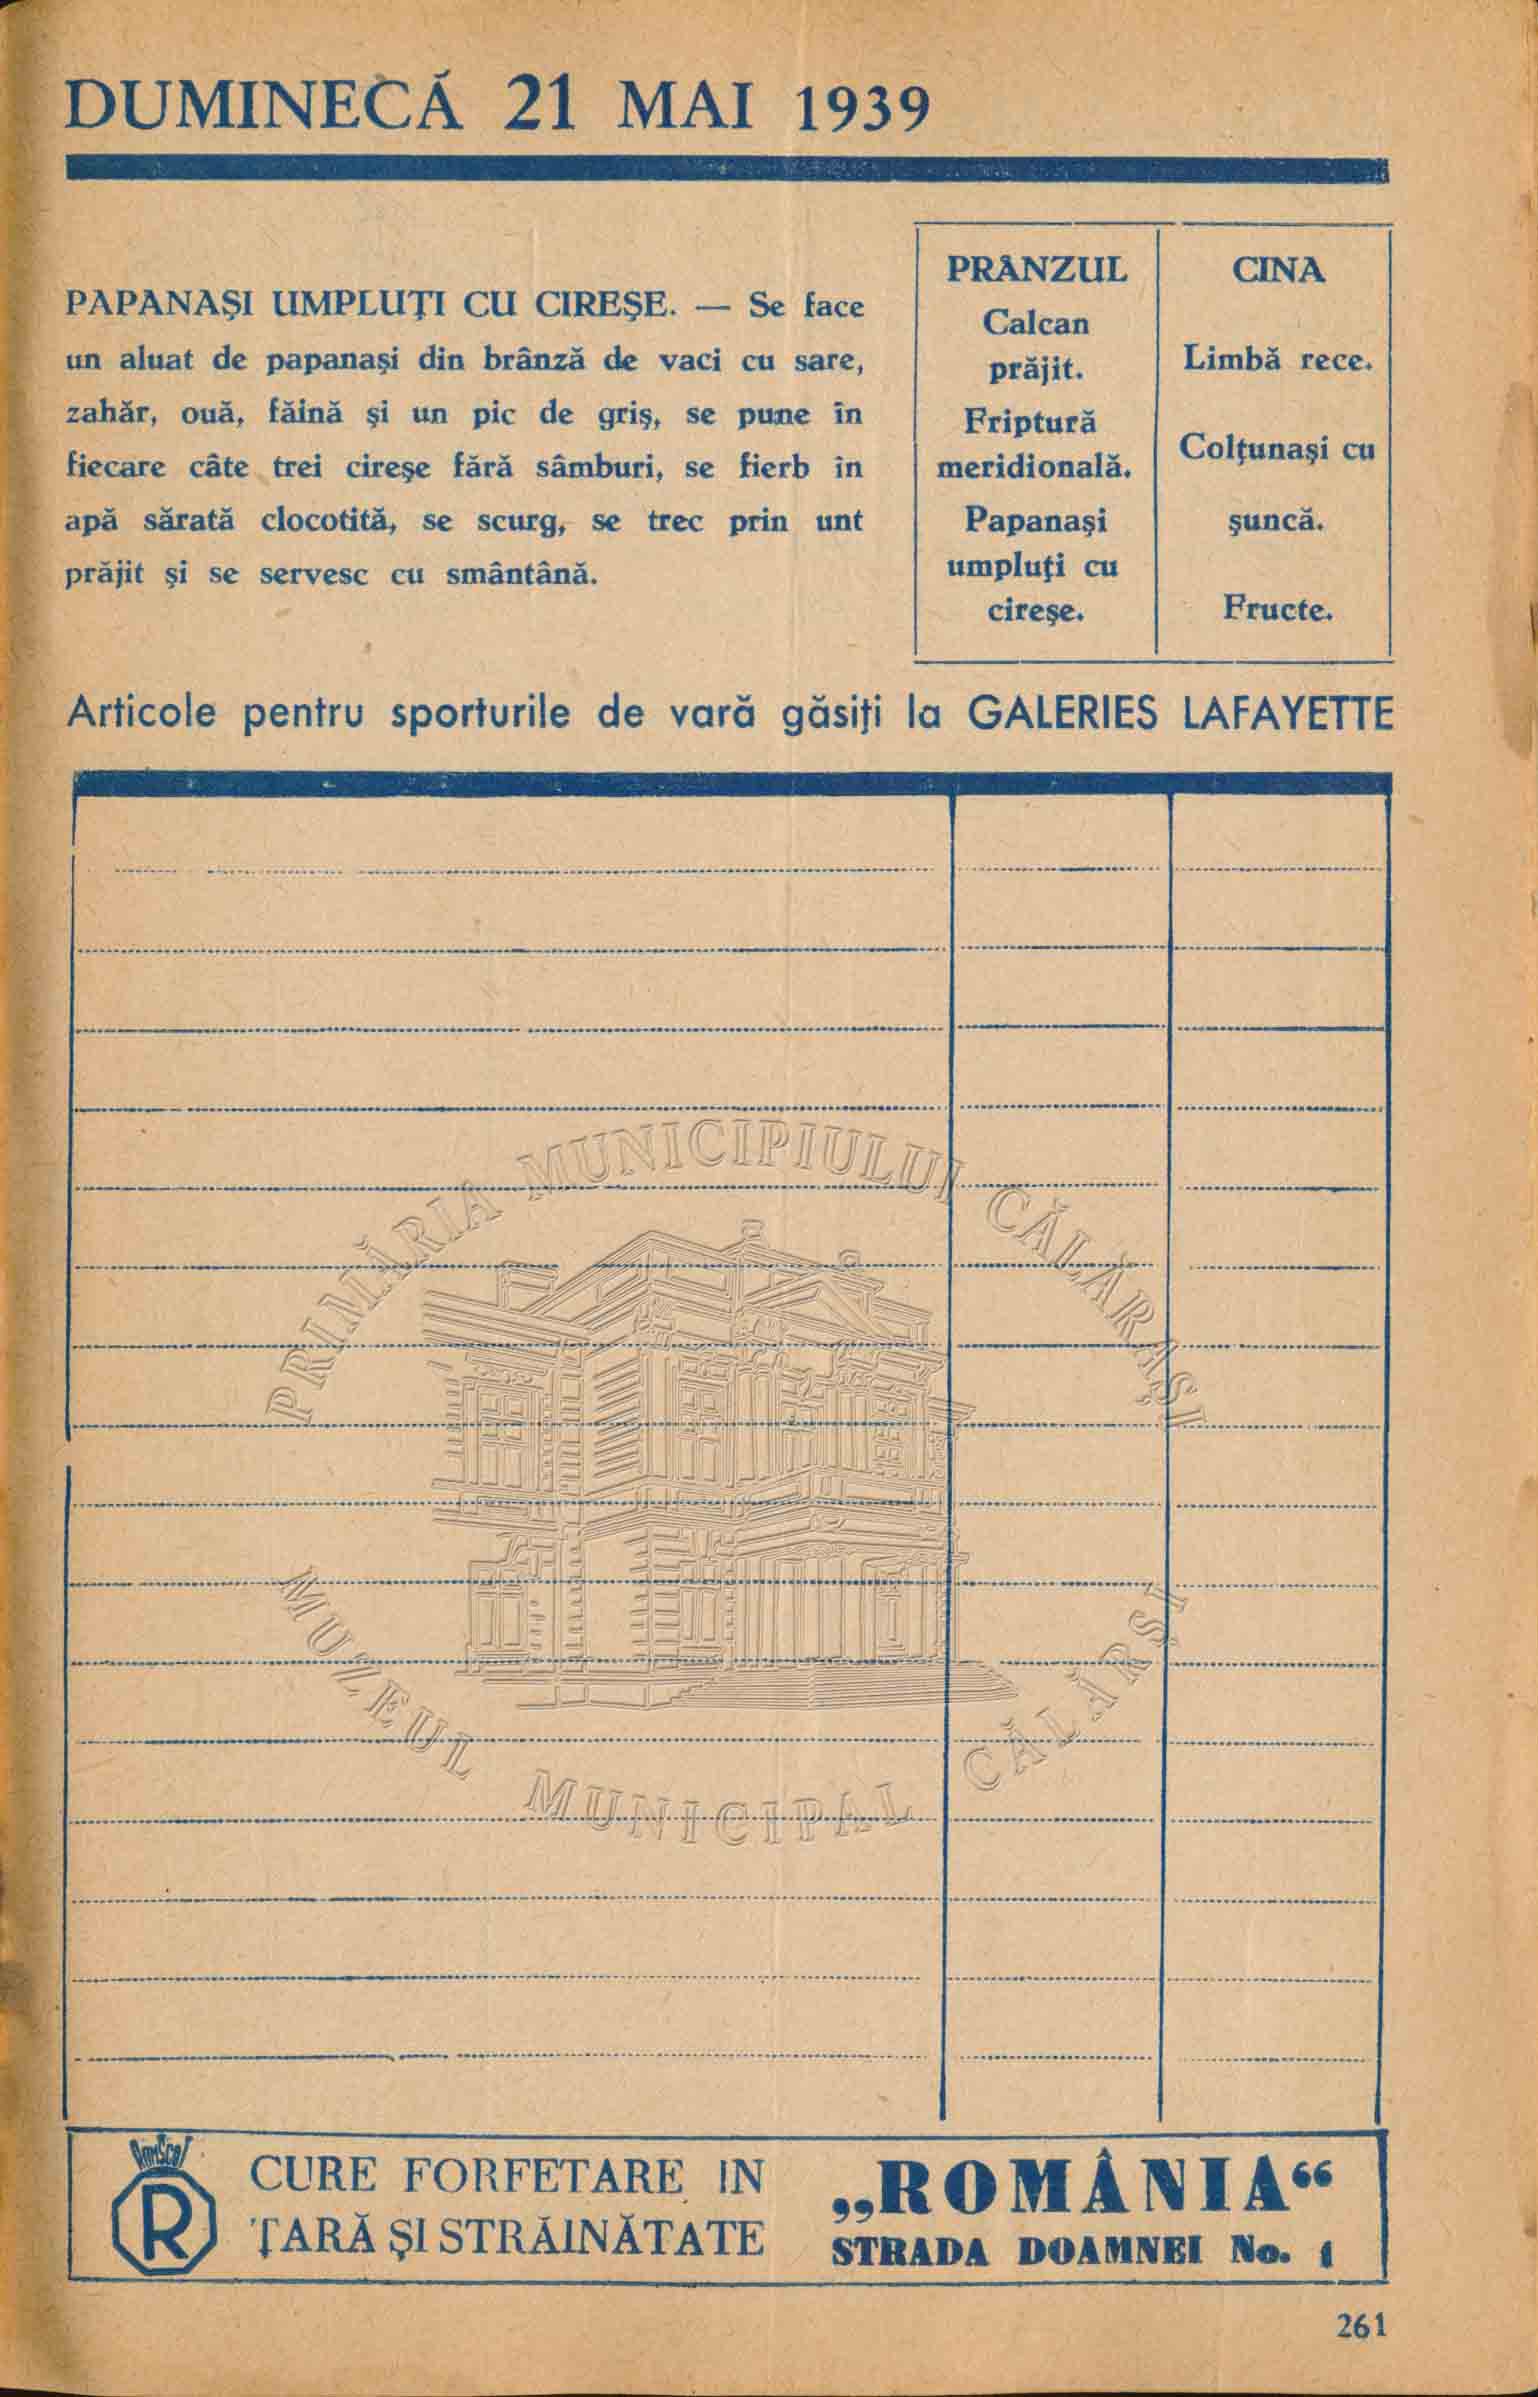 DUMINECĂ 21 MAI 1939
PAPANAŞI UMPLUŢI CU CIREŞE. — Se face
un aluat de papanaşi din brânză de vaci cu sare,
zahăr, ouă, făină şi un pic de griş, se pune în
fiecare câte trei cireşe fără sâmburi, se fierb în
apă sărată clocotită, se scurg, se trec prin unt
prăjit şi se servesc cu smântână.
PRÂNZUL
Calcan
prăjit.
Friptură
meridională.
Papanaşi
umpluţi cu
cireşe.
CINA
Limbă rece.
Colţunaşi cu
şuncă.
Fructe.
Articole pentru sporturile de vară găsiţi la GALERIES LAFAYETTE
PRIMĂRIA MUNICIPIULUI CĂLĂRAŞI
MUZEUL MUNICIPAL CĂLĂRŞI
ROMSCOT
R
CURE FORFETARE IN
ŢARĂ ŞI STRĂINĂTATE
„ROMÂNIA“
STRADA DOAMNEI No. 1
261